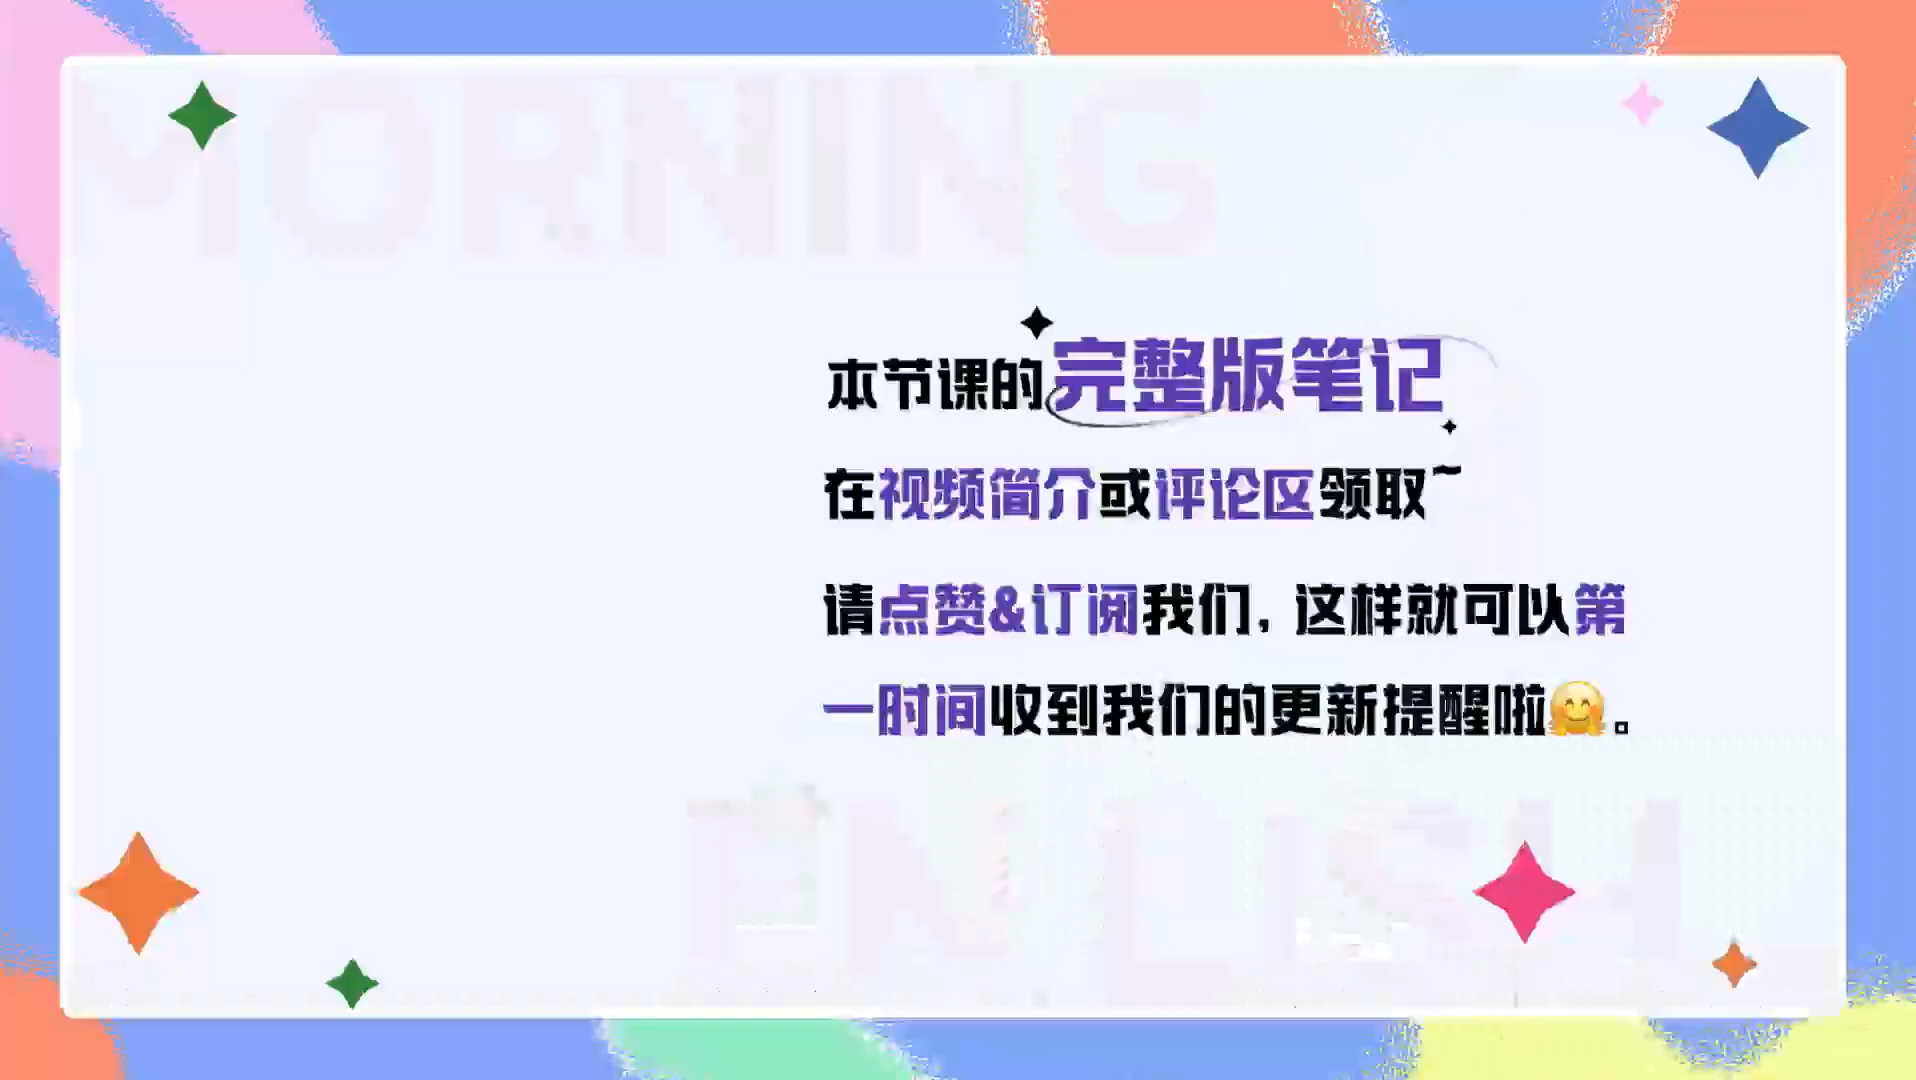 MORNING
本节课的完整版笔记
在视频简介或评论区领取~
请点赞&订阅我们，这样就可以第
一时间收到我们的更新提醒啦🤗。